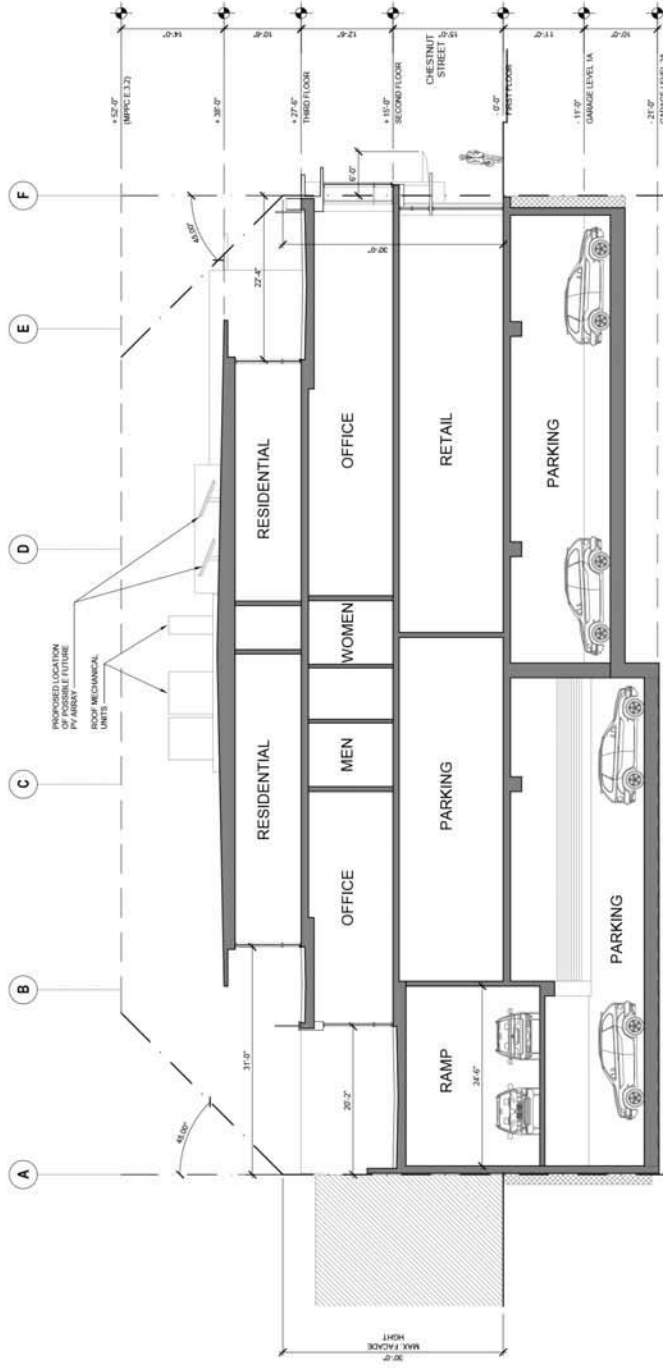 A
B
C
D
E
F
+ 52'-0"
(MPPC E.3.2)
14'-0"
+ 38'-0"
10'-6"
+ 27'-6"
THIRD FLOOR
12'-6"
+ 15'-0"
SECOND FLOOR
15'-0"
CHESTNUT
STREET
- 0'-0"
FIRST FLOOR
11'-0"
- 11'-0"
GARAGE LEVEL 1A
10'-0"
- 21'-0"
PROPOSED LOCATION
OF POSSIBLE FUTURE
PV ARRAY
ROOF MECHANICAL
UNITS
45.00°
45.00°
22'-4"
6'-0"
30'-0"
31'-0"
RESIDENTIAL
RESIDENTIAL
20'-2"
OFFICE
MEN
WOMEN
OFFICE
RAMP
24'-6"
PARKING
RETAIL
PARKING
PARKING
30'-0"
MAX. FACADE
HGHT